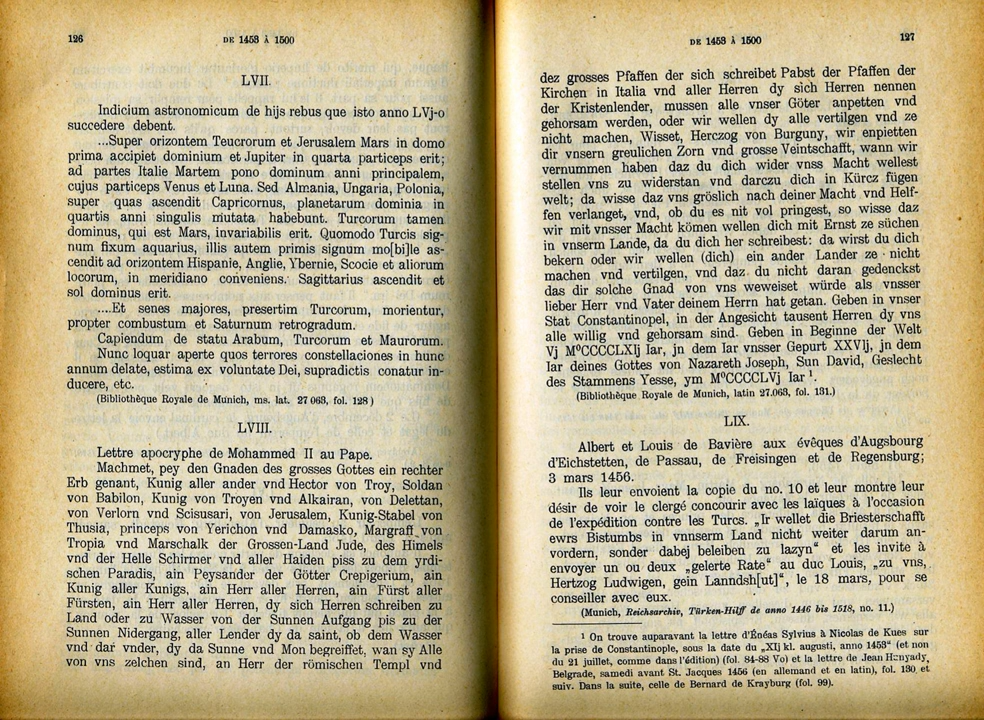 126
DE 1453 À 1500
LVII.
Indicium astronomicum de hijs rebus que isto anno LVj-o
succedere debent.
...Super orizontem Teucrorum et Jerusalem Mars in domo
prima accipiet dominium et Jupiter in quarta particeps erit;
ad partes Italie Martem pono dominum anni principalem,
cujus particeps Venus et Luna. Sed Almania, Ungaria, Polonia,
super quas ascendit Capricornus, planetarum dominia in
quartis anni singulis mutata habebunt. Turcorum tamen
dominus, qui est Mars, invariabilis erit. Quomodo Turcis sig-
num fixum aquarius, illis autem primis signum mo[bi]le as-
cendit ad orizontem Hispanie, Anglie, Ybernie, Scocie et aliorum
locorum, in meridiano conveniens. Sagittarius ascendit et
sol dominus erit.
....Et senes majores, presertim Turcorum, morientur,
propter combustum et Saturnum retrogradum.
Capiendum de statu Arabum, Turcorum et Maurorum.
Nunc loquar aperte quos terrores constellaciones in hunc
annum delate, estima ex voluntate Dei, supradictis conatur in-
ducere, etc.
(Bibliothèque Royale de Munich, ms. lat. 27 063, fol. 128)
LVIII.
Lettre apocryphe de Mohammed II au Pape.
Machmet, pey den Gnaden des grosses Gottes ein rechter
Erb genant, Kunig aller ander vnd Hector von Troy, Soldan
von Babilon, Kunig von Troyen vnd Alkairan, von Delettan,
von Verlorn vnd Scisusari, von Jerusalem, Kunig-Stabel von
Thusia, princeps von Yerichon vnd Damasko, Margraff von
Tropia vnd Marschalk der Grossen-Land Jude, des Himels
vnd der Helle Schirmer vnd aller Haiden piss zu dem yrdi-
schen Paradis, ain Peysander der Götter Crepigerium, ain
Kunig aller Kunigs, ain Herr aller Herren, ain Fürst aller
Fürsten, ain Herr aller Herren, dy sich Herren schreiben zu
Land oder zu Wasser von der Sunnen Aufgang pis zu der
Sunnen Nidergang, aller Lender dy da saint, ob dem Wasser
vnd dar vnder, dy da Sunne vnd Mon begreiffet, wan sy Alle
von vns zelchen sind, an Herr der römischen Templ vnd
DE 1453 À 1500
127
dez grosses Pfaffen der sich schreibet Pabst der Pfaffen der
Kirchen in Italia vnd aller Herren dy sich Herren nennen
der Kristenlender, mussen alle vnser Göter anpetten vnd
gehorsam werden, oder wir wellen dy alle vertilgen vnd ze
nicht machen, Wisset, Herczog von Burguny, wir enpietten
dir vnsern greulichen Zorn vnd grosse Veintschafft, wann wir
vernummen haben daz du dich wider vnss Macht wellest
stellen vns zu widerstan vnd darczu dich in Kürcz fügen
welt; da wisse daz vns gröslich nach deiner Macht vnd Helf-
fen verlanget, vnd, ob du es nit vol pringest, so wisse daz
wir mit vnsser Macht kömen wellen dich mit Ernst ze süchen
in vnserm Lande, da du dich her schreibest: da wirst du dich
bekern oder wir wellen (dich) ein ander Lander ze nicht
machen vnd vertilgen, vnd daz du nicht daran gedenckst
das dir solche Gnad von vns weweiset würde als vnsser
lieber Herr vnd Vater deinem Herrn hat getan. Geben in vnser
Stat Constantinopel, in der Angesicht tausent Herren dy vns
alle willig vnd gehorsam sind. Geben in Beginne der Welt
Vj MºCCCCLXIj Iar, jn dem Iar vnsser Gepurt XXVIj, jn dem
Iar deines Gottes von Nazareth Joseph, Sun David, Geslecht
des Stammens Yesse, ym MºCCCCLVj Iar ¹.
(Bibliothèque Royale de Munich, latin 27.063, fol. 131.)
LIX.
Albert et Louis de Bavière aux évêques d'Augsbourg
d'Eichstetten, de Passau, de Freisingen et de Regensburg;
3 mars 1456.
Ils leur envoient la copie du no. 10 et leur montre leur
désir de voir le clergé concourir avec les laïques à l'occasion
de l'expédition contre les Turcs. „Ir wellet die Briesterschafft
ewrs Bistumbs in vnnserm Land nicht weiter darum an-
vordern, sonder dabej beleiben zu lazyn“ et les invite à
envoyer un ou deux „gelerte Rate“ au duc Louis, „zu vns,
Hertzog Ludwigen, gein Lanndsh[ut]“, le 18 mars, pour se
conseiller avec eux.
(Munich, Reichsarchiv, Türken-Hilff de anno 1446 bis 1518, no. 11.)
¹ On trouve auparavant la lettre d'Énéas Sylvius à Nicolas de Kues sur
la prise de Constantinople, sous la date du „XIj kl. augusti, anno 1453“ (et non
du 21 juillet, comme dans l'édition) (fol. 84-88 Vo) et la lettre de Jean Hunyady,
Belgrade, samedi avant St. Jacques 1456 (en allemand et en latin), fol. 130 et
suiv. Dans la suite, celle de Bernard de Krayburg (fol. 99).